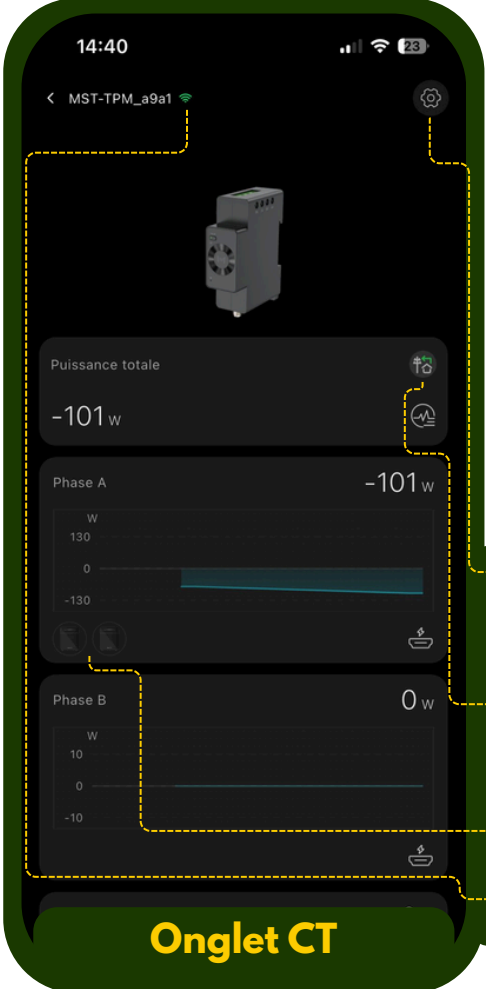 14:40
23
MST-TPM_a9a1
Puissance totale
-101 W
Phase A
-101 W
W
130
0
-130
Phase B
0 W
W
10
0
-10
Onglet CT